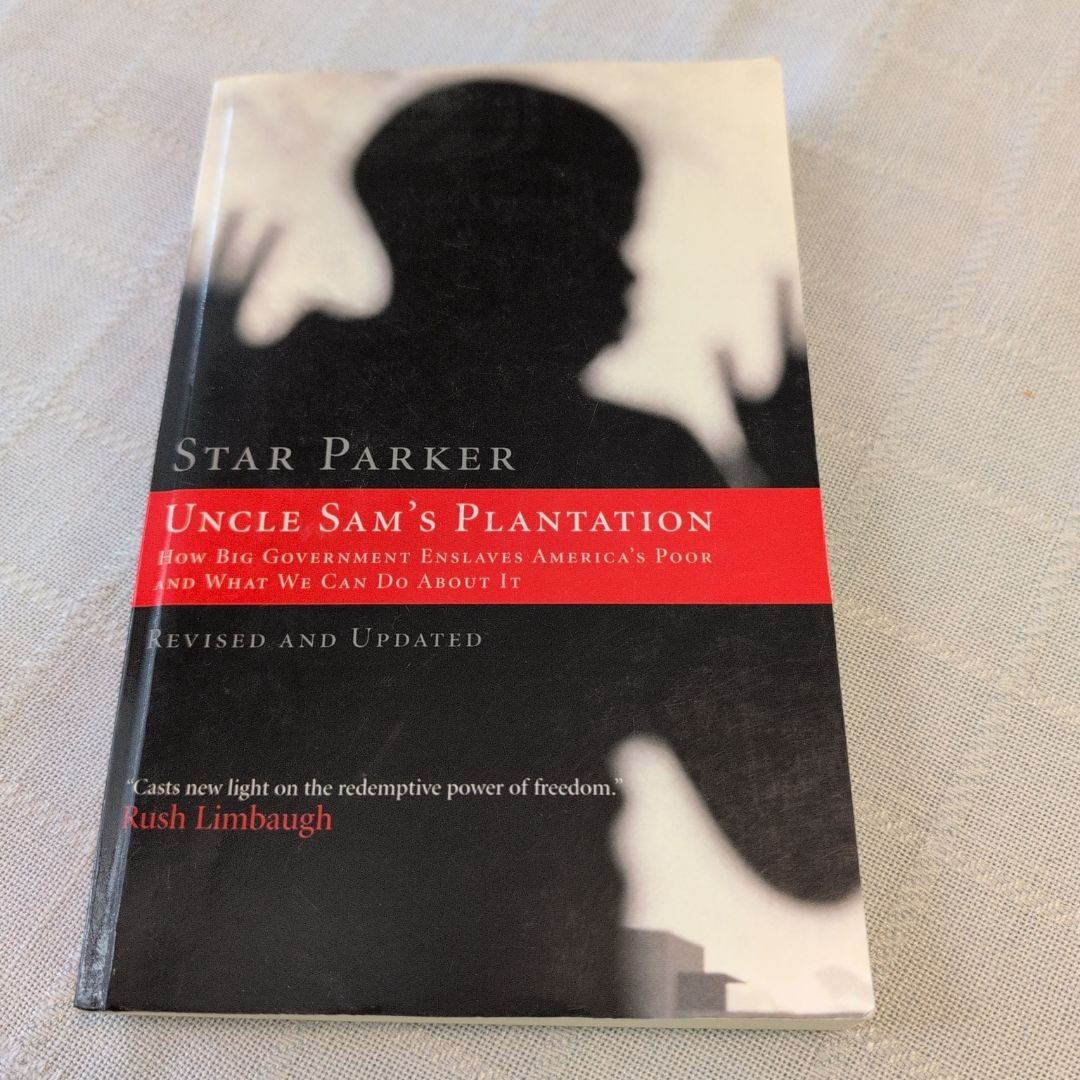 STAR PARKER
UNCLE SAM'S PLANTATION
HOW BIG GOVERNMENT ENSLAVES AMERICA'S POOR
AND WHAT WE CAN DO ABOUT IT
REVISED AND UPDATED
"Casts new light on the redemptive power of freedom."
Rush Limbaugh